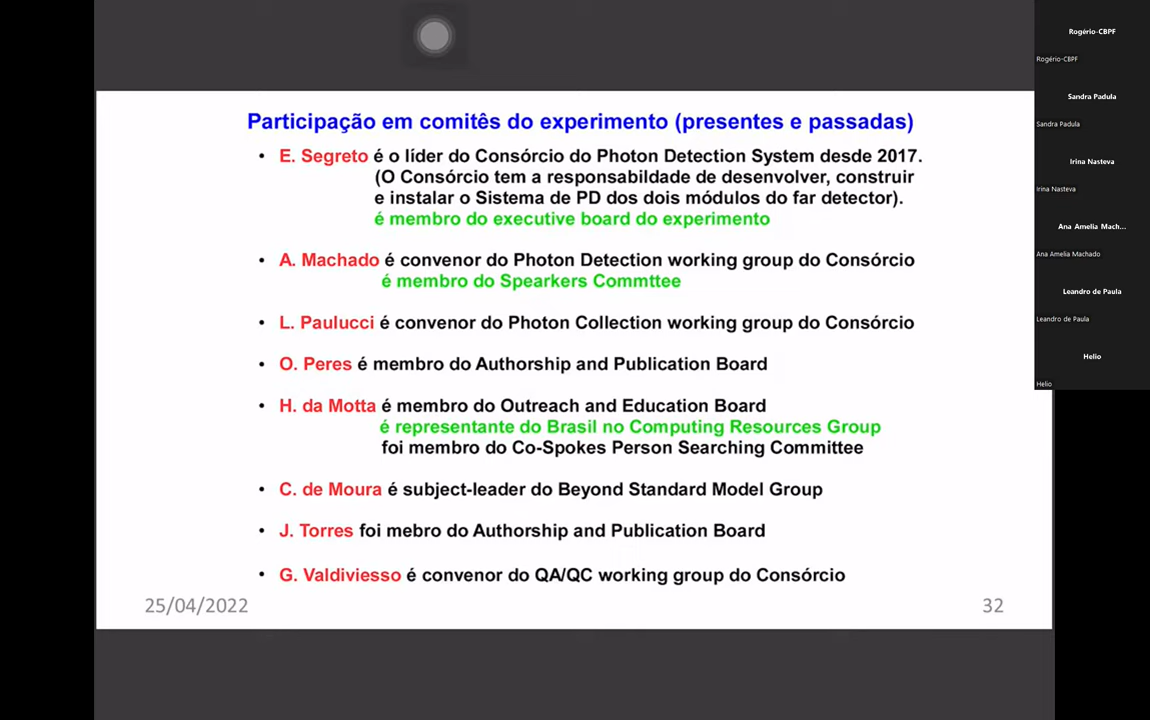 Participação em comitês do experimento (presentes e passadas)
• E. Segreto é o líder do Consórcio do Photon Detection System desde 2017.
(O Consórcio tem a responsabildade de desenvolver, construir
e instalar o Sistema de PD dos dois módulos do far detector).
é membro do executive board do experimento
• A. Machado é convenor do Photon Detection working group do Consórcio
é membro do Spearkers Commttee
• L. Paulucci é convenor do Photon Collection working group do Consórcio
• O. Peres é membro do Authorship and Publication Board
• H. da Motta é membro do Outreach and Education Board
é representante do Brasil no Computing Resources Group
foi membro do Co-Spokes Person Searching Committee
• C. de Moura é subject-leader do Beyond Standard Model Group
• J. Torres foi mebro do Authorship and Publication Board
• G. Valdiviesso é convenor do QA/QC working group do Consórcio
25/04/2022
32
Rogério-CBPF
Rogério-CBPF
Sandra Padula
Sandra Padula
Irina Nasteva
Irina Nasteva
Ana Amelia Mach...
Ana Amelia Machado
Leandro de Paula
Leandro de Paula
Helio
Helio